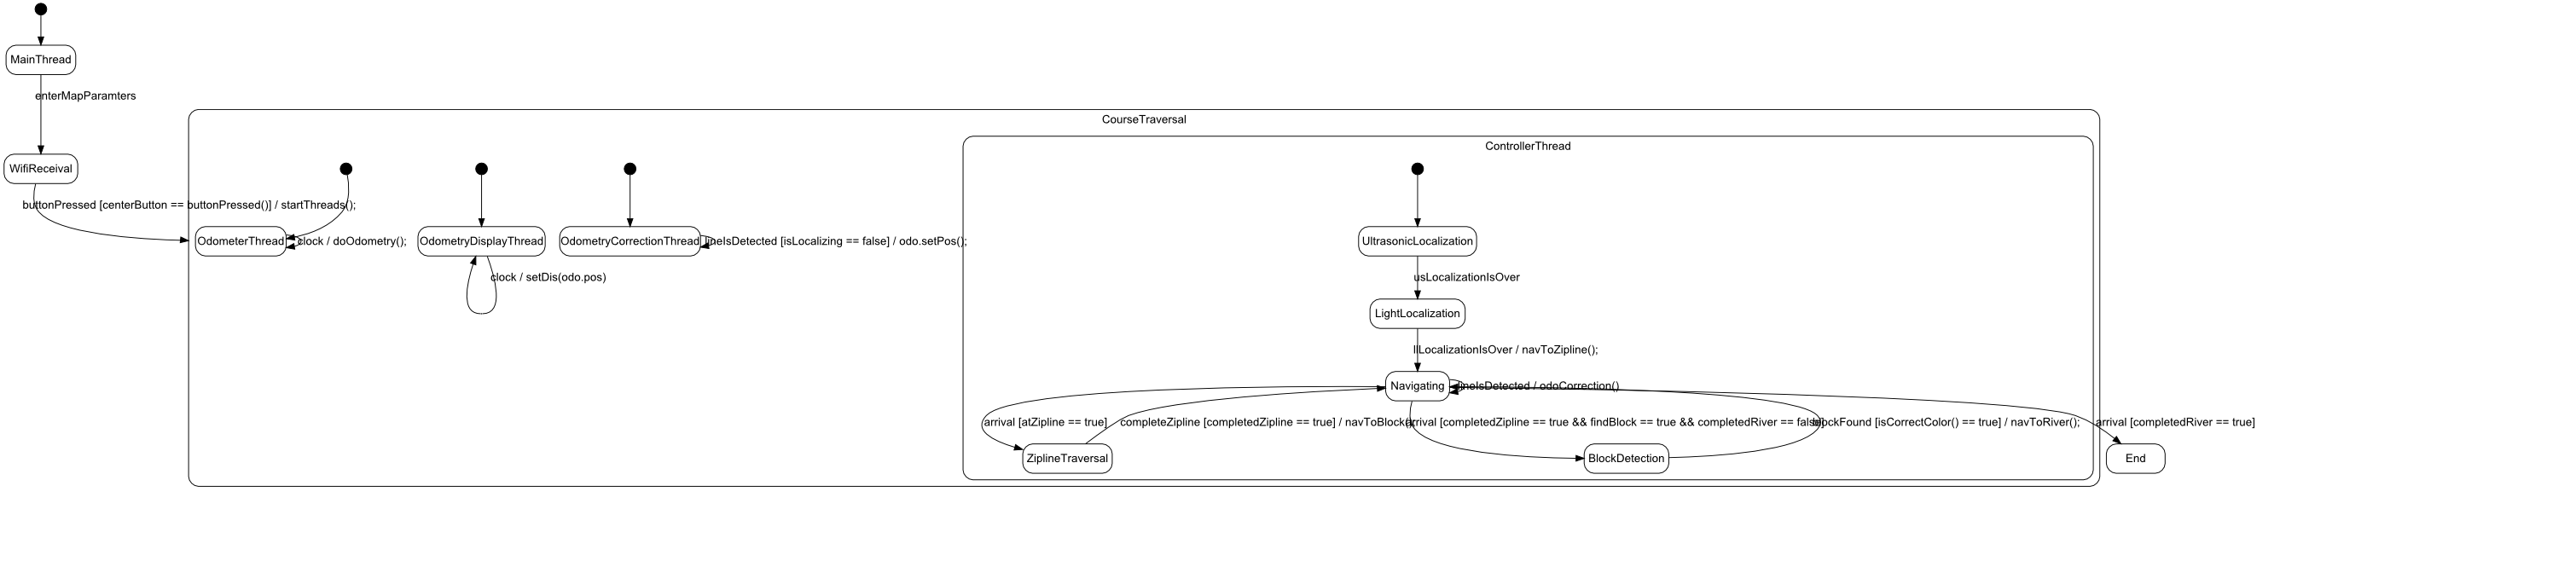 MainThread
enterMapParamters
CourseTraversal
ControllerThread
WifiReceival
buttonPressed [centerButton == buttonPressed()] / startThreads();
OdometerThread
clock / doOdometry();
OdometryDisplayThread
clock / setDis(odo.pos)
OdometryCorrectionThread
lineIsDetected [isLocalizing == false] / odo.setPos();
UltrasonicLocalization
usLocalizationIsOver
LightLocalization
llLocalizationIsOver / navToZipline();
Navigating
lineIsDetected / odoCorrection()
arrival [atZipline == true]
completeZipline [completedZipline == true] / navToBlock();
arrival [completedZipline == true && findBlock == true && completedRiver == false]
blockFound [isCorrectColor() == true] / navToRiver();
arrival [completedRiver == true]
ZiplineTraversal
BlockDetection
End